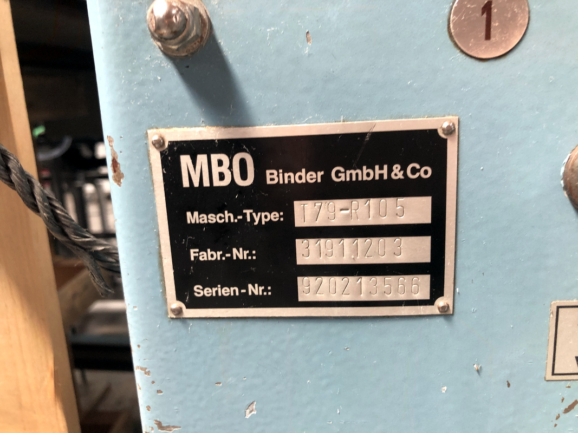 1
MBO Binder GmbH & Co
Masch.-Type: T79-R105
Fabr.-Nr.: 31911203
Serien-Nr.: 920213566